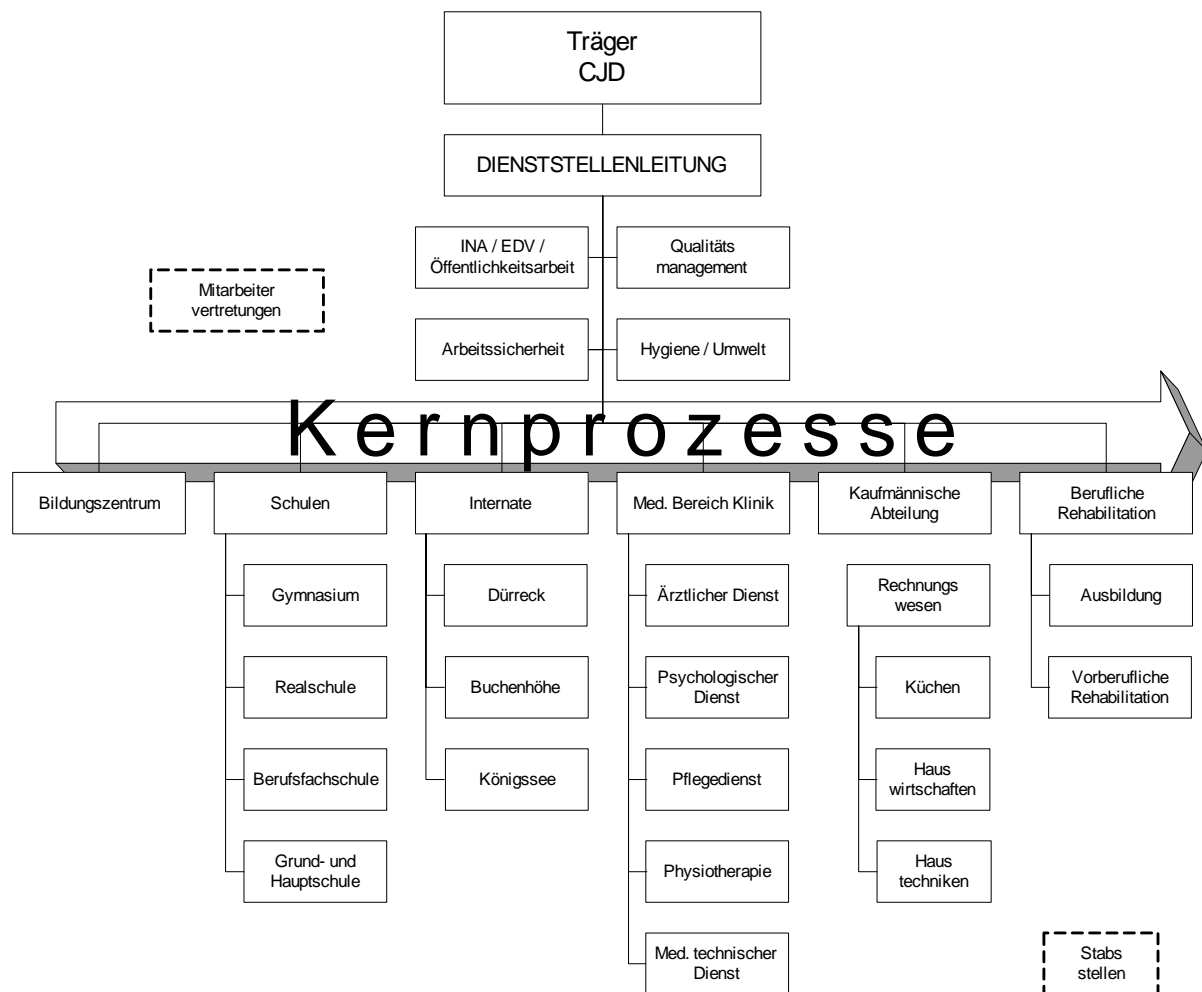 Träger
CJD
DIENSTSTELLENLEITUNG
INA / EDV /
Öffentlichkeitsarbeit
Qualitäts
management
Mitarbeiter
vertretungen
Arbeitssicherheit
Hygiene / Umwelt
Kernprozesse
Bildungszentrum
Schulen
Internate
Med. Bereich Klinik
Kaufmännische
Abteilung
Berufliche
Rehabilitation
Gymnasium
Dürreck
Ärztlicher Dienst
Rechnungs
wesen
Ausbildung
Realschule
Buchenhöhe
Psychologischer
Dienst
Küchen
Vorberufliche
Rehabilitation
Berufsfachschule
Königssee
Pflegedienst
Haus
wirtschaften
Grund- und
Hauptschule
Physiotherapie
Haus
techniken
Med. technischer
Dienst
Stabs
stellen